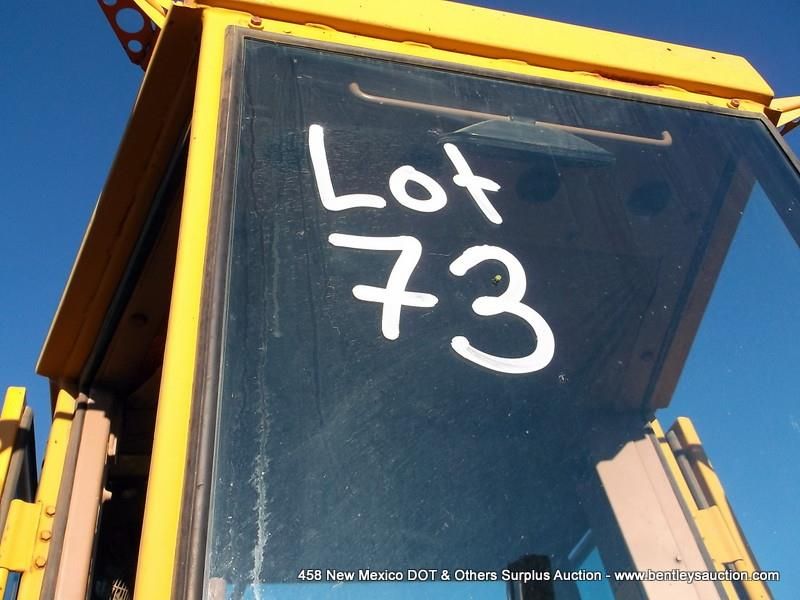 Lot
73
458 New Mexico DOT & Others Surplus Auction - www.bentleysauction.com